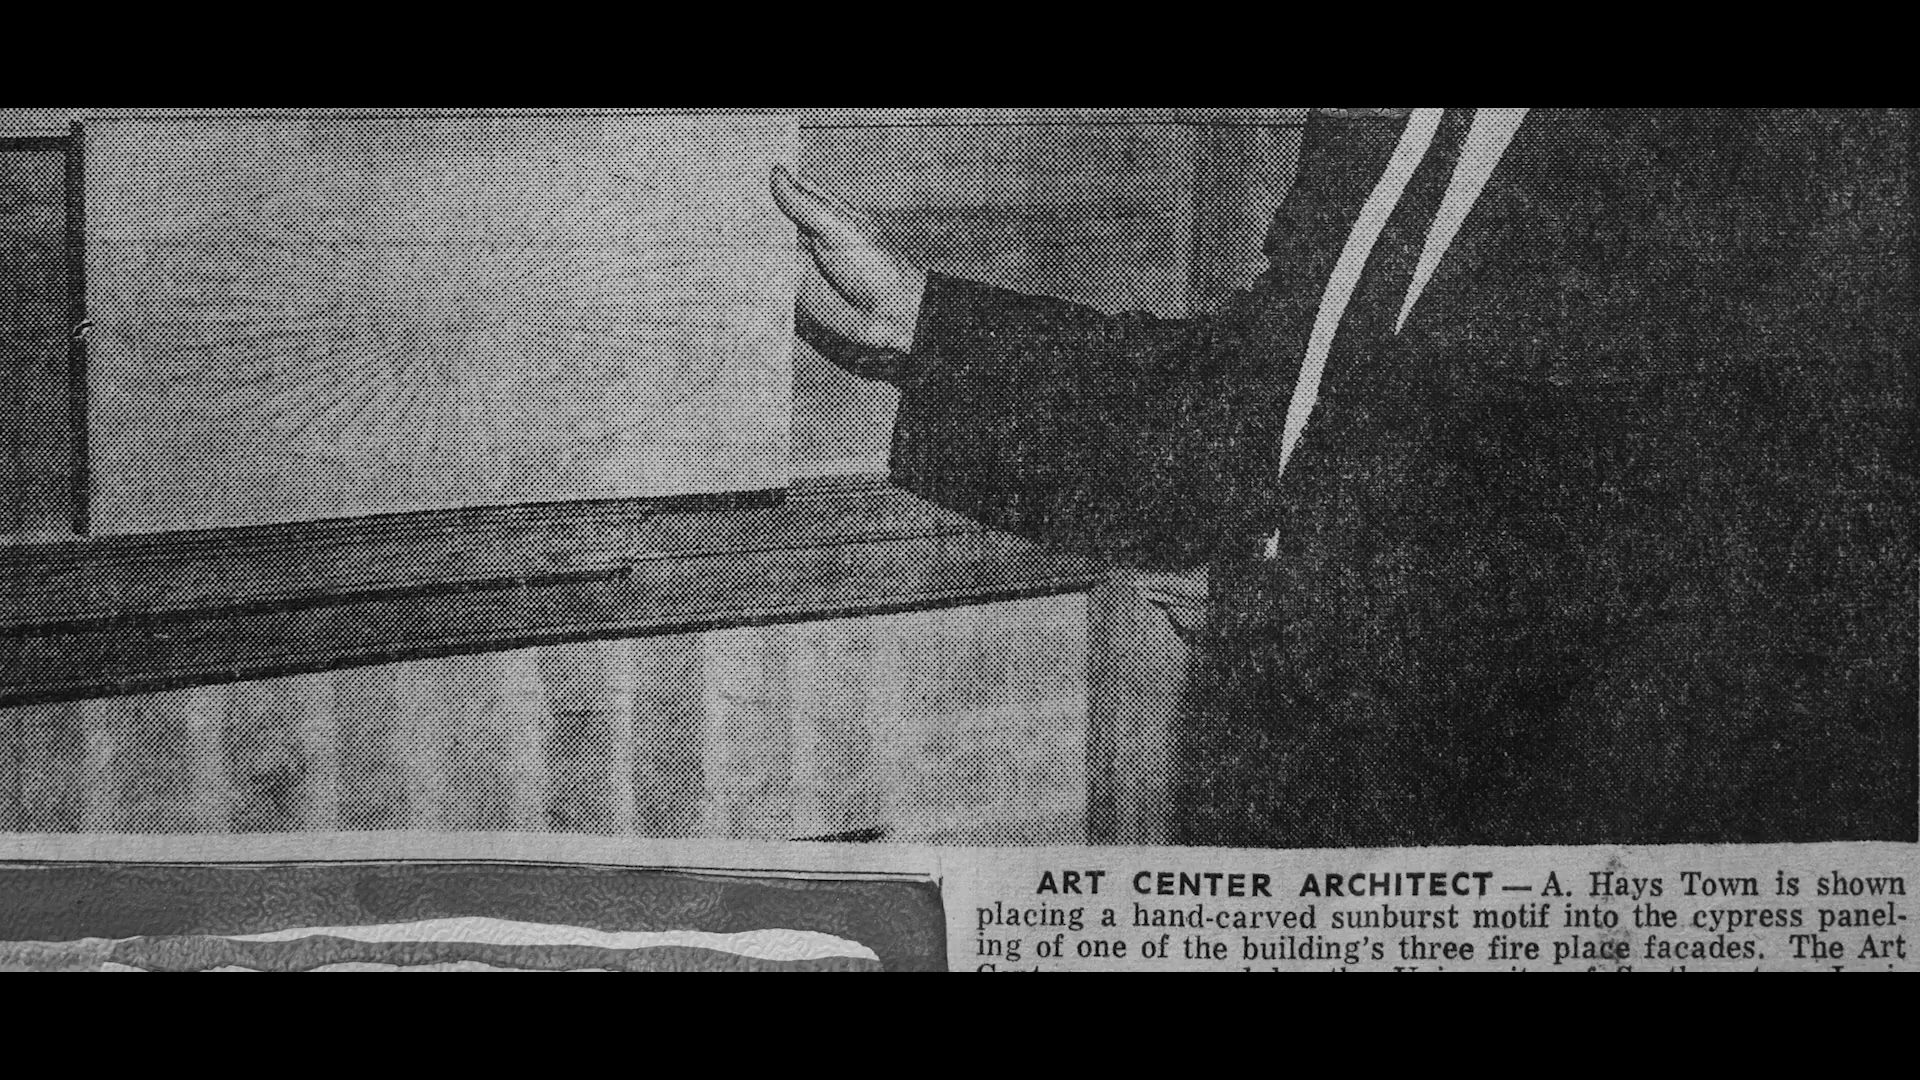 ART CENTER ARCHITECT — A. Hays Town is shown
placing a hand-carved sunburst motif into the cypress panel-
ing of one of the building's three fire place facades. The Art